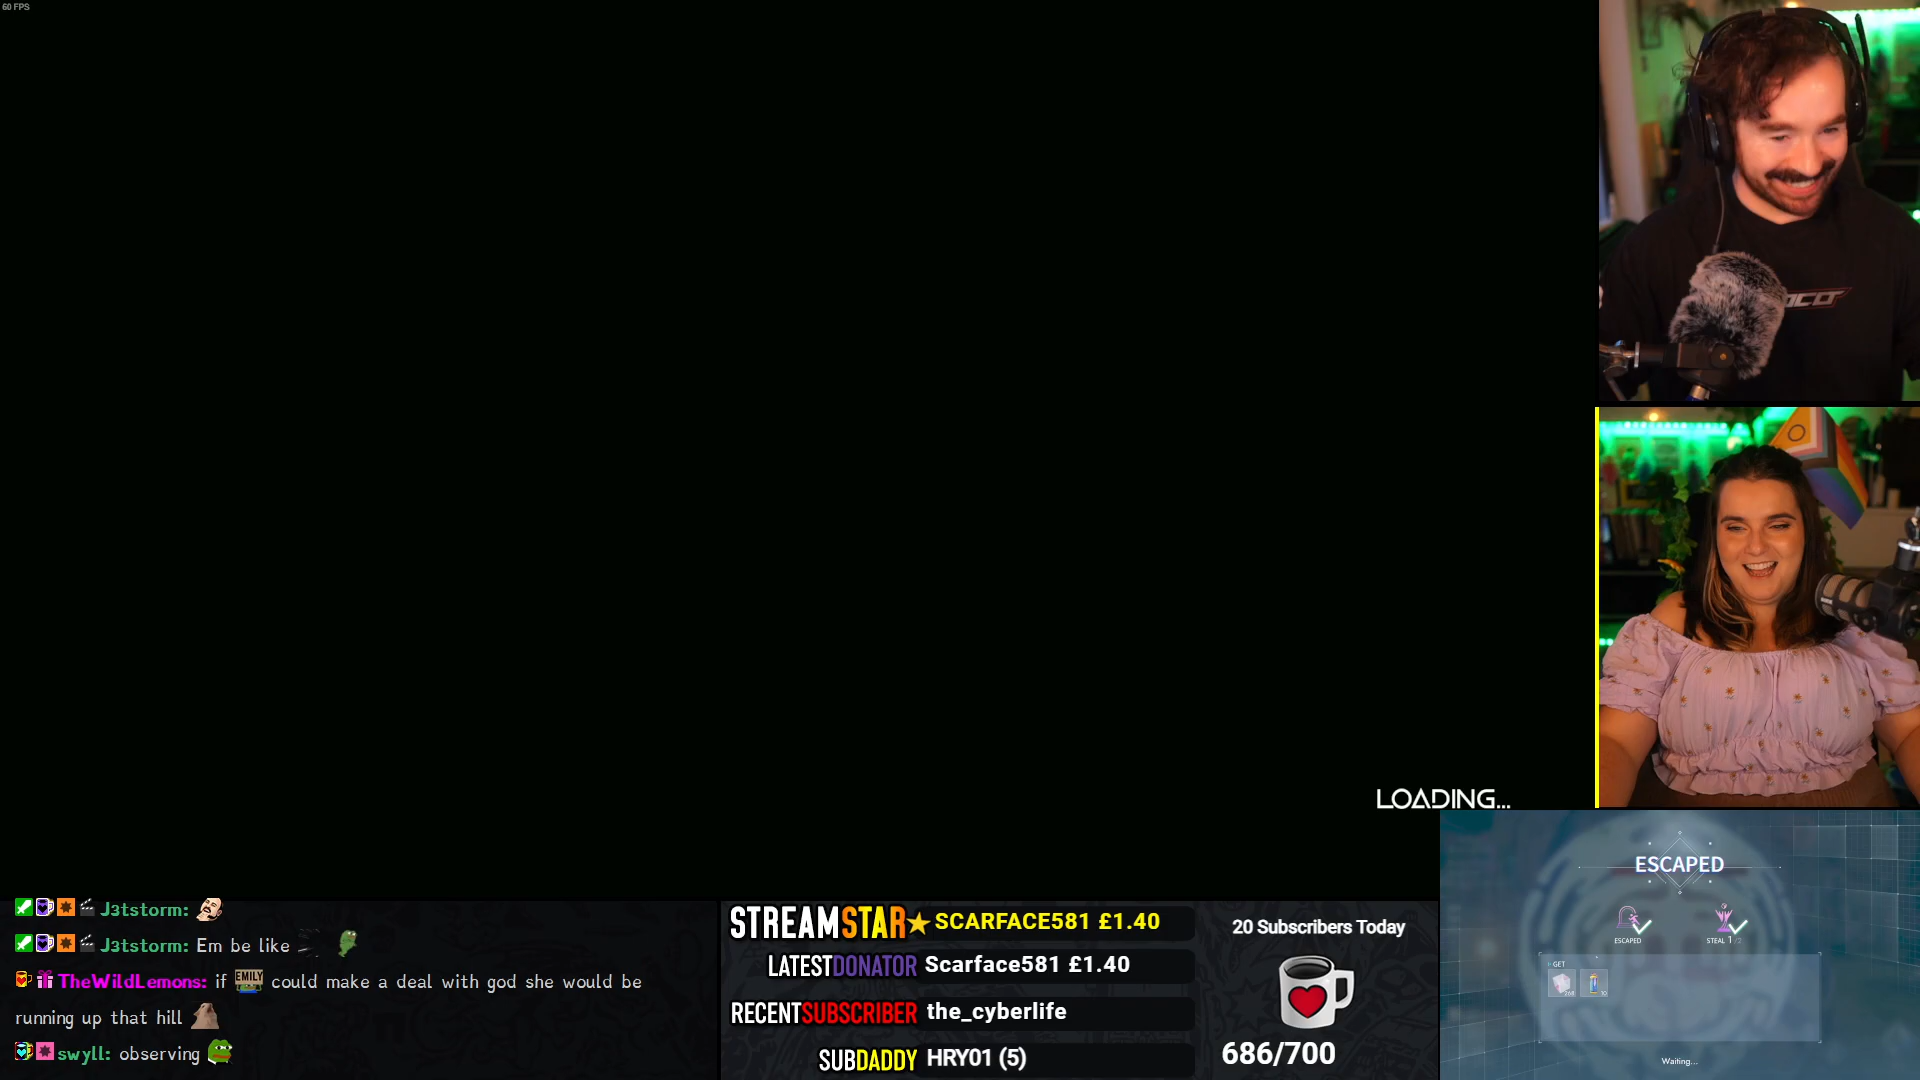 60 FPS
LOADING...
J3tstorm:
J3tstorm: Em be like
TheWildLemons: if EMILY could make a deal with god she would be
running up that hill
swyll: observing
STREAMSTAR SCARFACE581 £1.40
LATESTDONATOR Scarface581 £1.40
RECENTSUBSCRIBER the_cyberlife
SUBDADDY HRY01 (5)
20 Subscribers Today
686/700
ESCAPED
ESCAPED
STEAL 1/2
GET
Waiting...